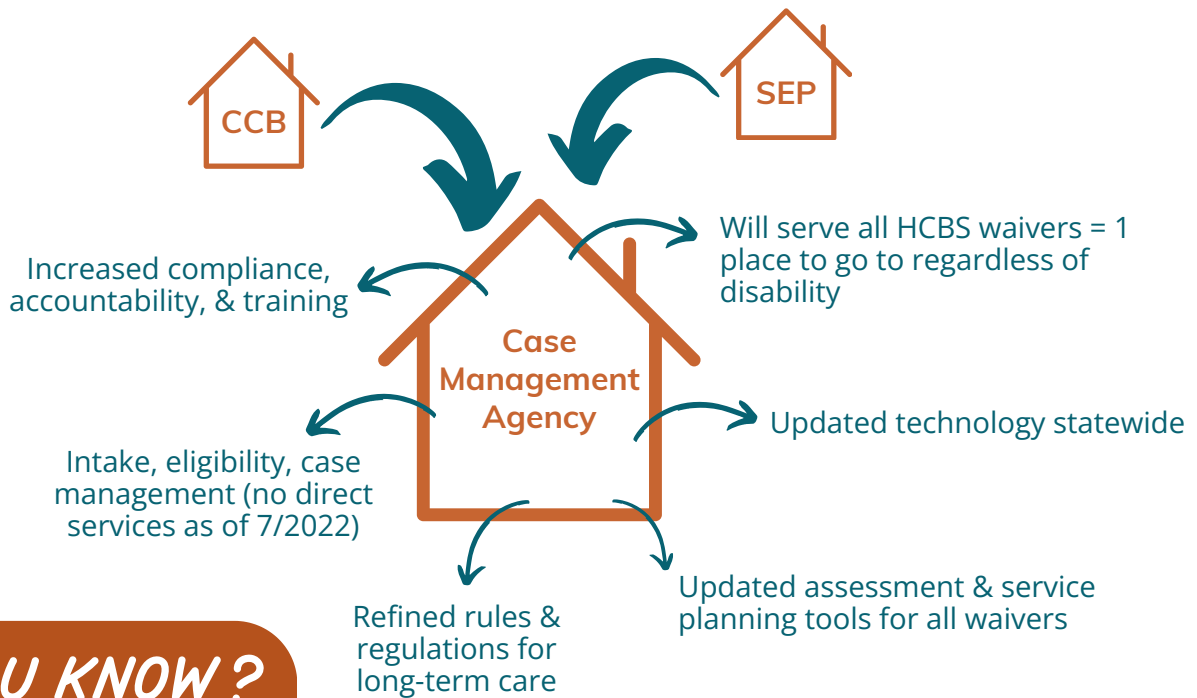 CCB
SEP
Will serve all HCBS waivers = 1
place to go to regardless of
disability
Increased compliance,
accountability, & training
Case
Management
Agency
Updated technology statewide
Intake, eligibility, case
management (no direct
services as of 7/2022)
Updated assessment & service
planning tools for all waivers
Refined rules &
regulations for
long-term care
U KNOW?